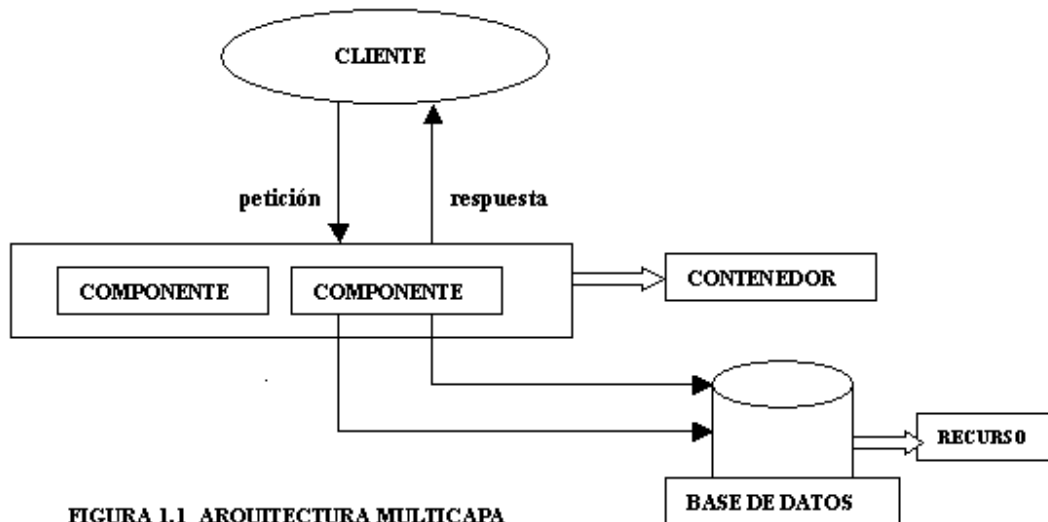 CLIENTE
petición
respuesta
COMPONENTE
COMPONENTE
CONTENEDOR
RECURSO
BASE DE DATOS
FIGURA 1.1 ARQUITECTURA MULTICAPA